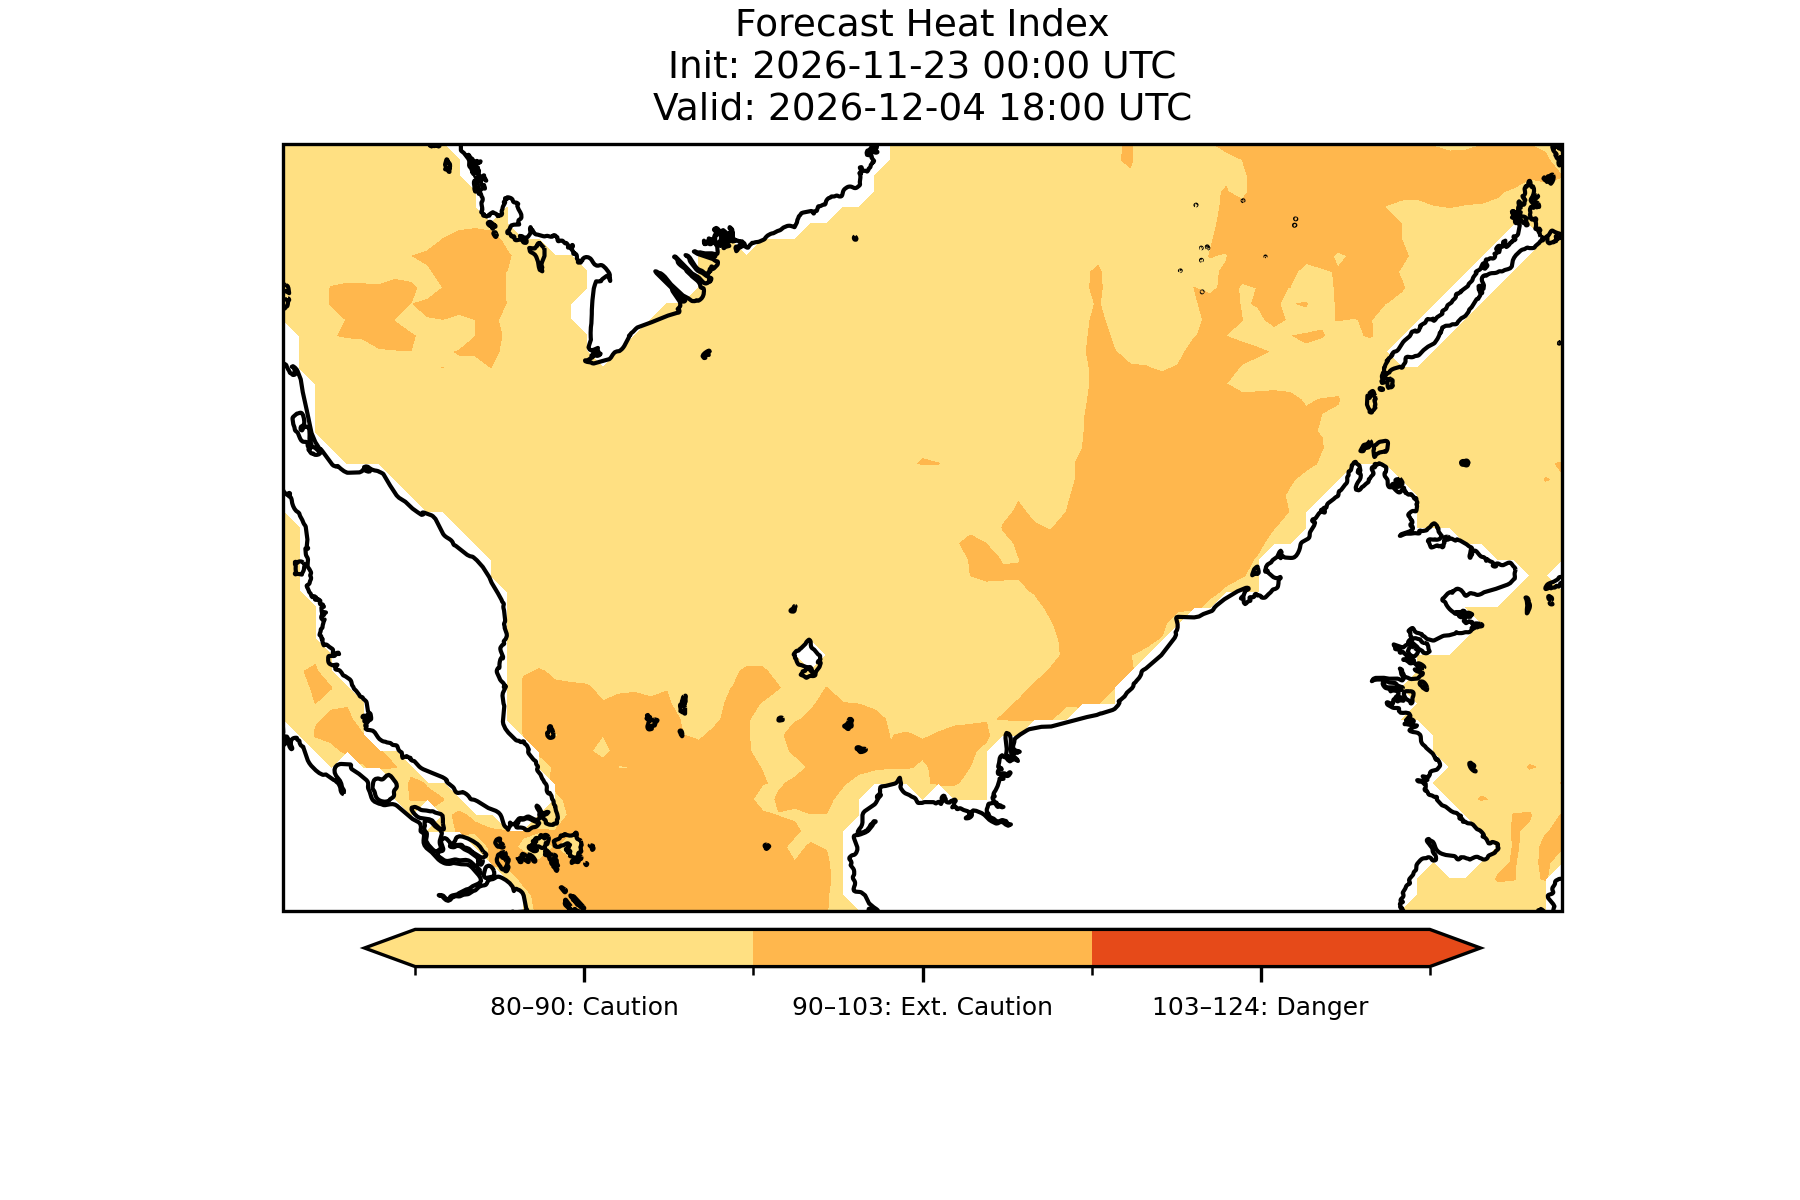 Forecast Heat Index
Init: 2026-11-23 00:00 UTC
Valid: 2026-12-04 18:00 UTC
80–90: Caution
90–103: Ext. Caution
103–124: Danger